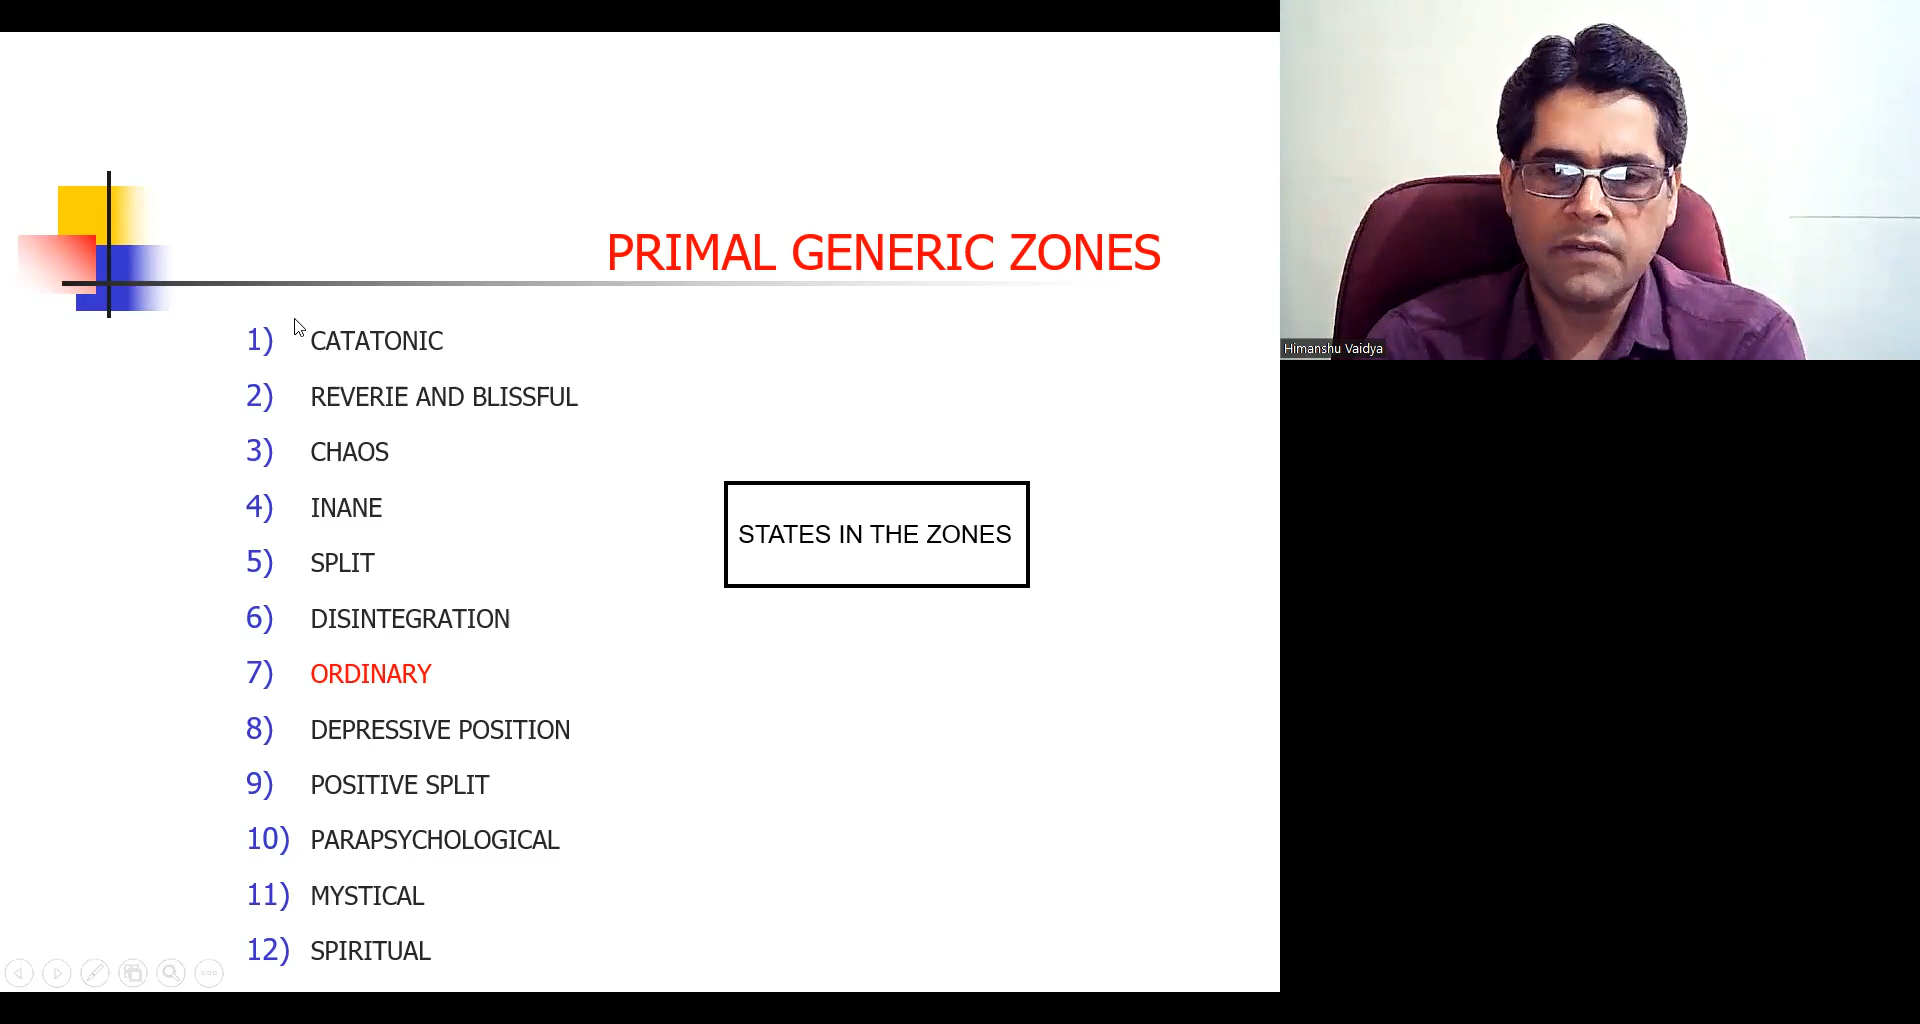 PRIMAL GENERIC ZONES
1) CATATONIC
2) REVERIE AND BLISSFUL
3) CHAOS
4) INANE
5) SPLIT
6) DISINTEGRATION
7) ORDINARY
8) DEPRESSIVE POSITION
9) POSITIVE SPLIT
10) PARAPSYCHOLOGICAL
11) MYSTICAL
12) SPIRITUAL
STATES IN THE ZONES
Himanshu Vaidya